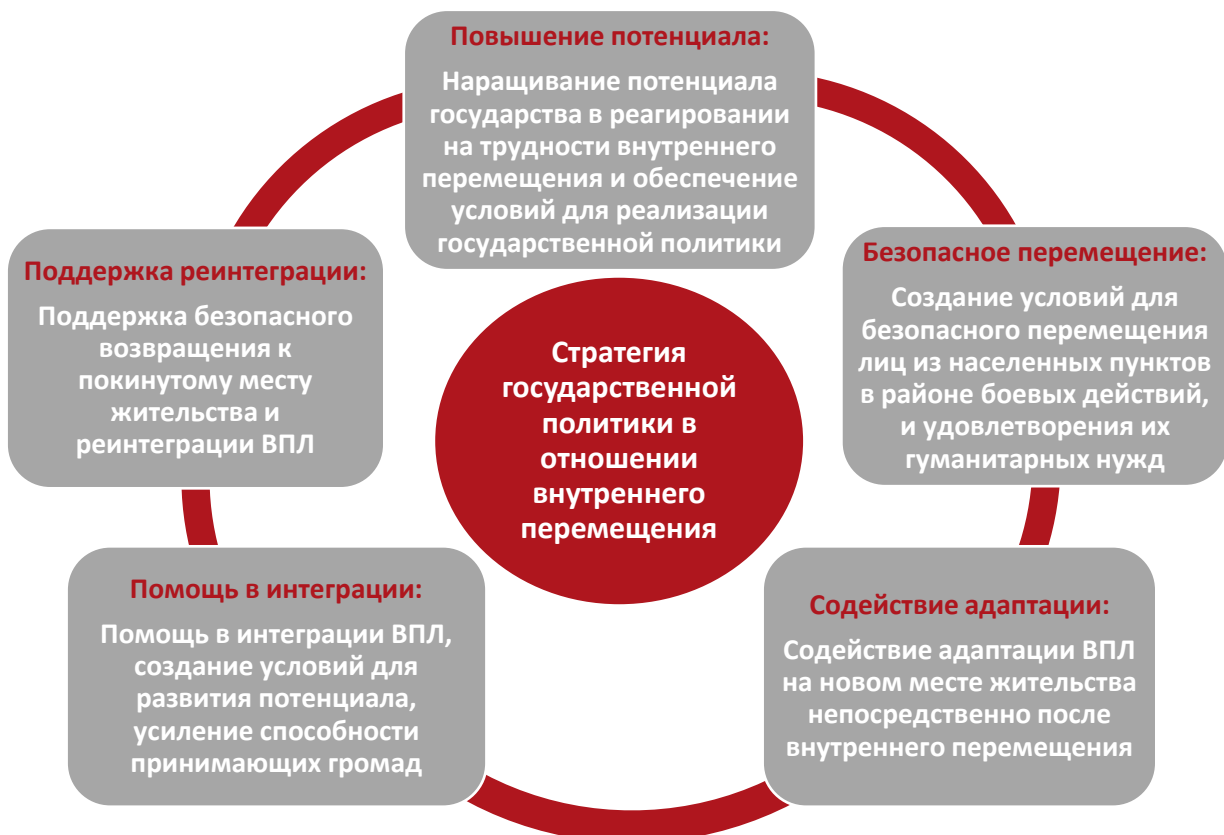 Повышение потенциала:
Наращивание потенциала
государства в реагировании
на трудности внутреннего
перемещения и обеспечение
условий для реализации
государственной политики
Безопасное перемещение:
Создание условий для
безопасного перемещения
лиц из населенных пунктов
в районе боевых действий,
и удовлетворения их
гуманитарных нужд
Содействие адаптации:
Содействие адаптации ВПЛ
на новом месте жительства
непосредственно после
внутреннего перемещения
Помощь в интеграции:
Помощь в интеграции ВПЛ,
создание условий для
развития потенциала,
усиление способности
принимающих громад
Поддержка реинтеграции:
Поддержка безопасного
возвращения к
покинутому месту
жительства и
реинтеграции ВПЛ
Стратегия
государственной
политики в
отношении
внутреннего
перемещения